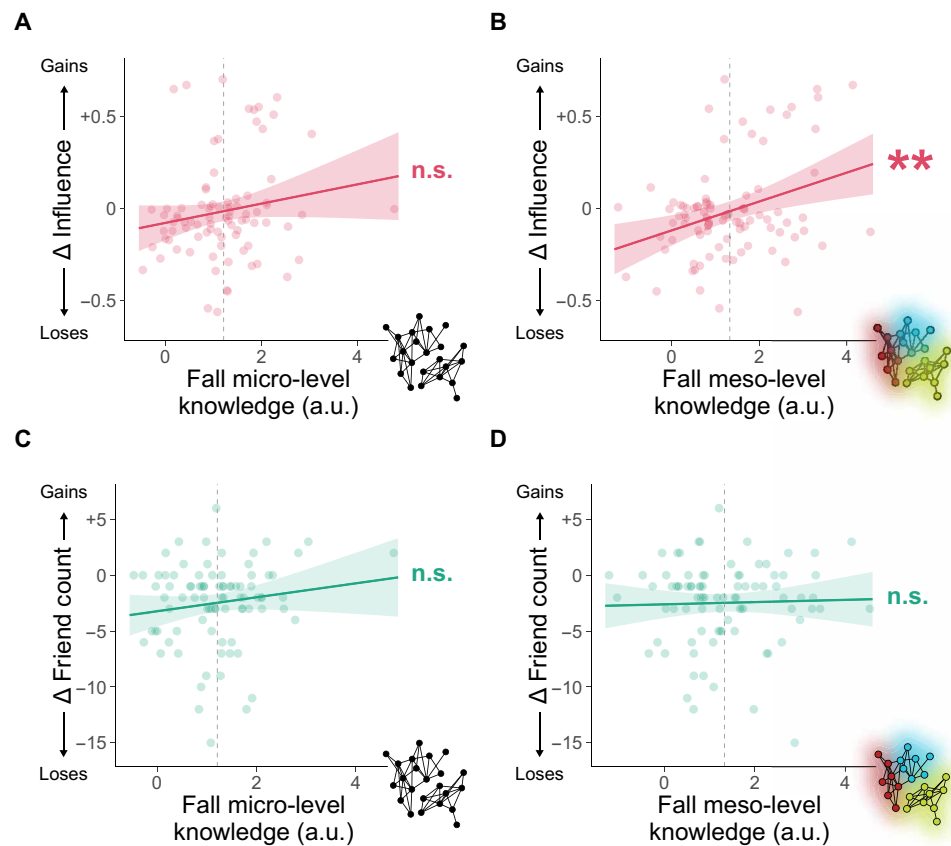 A
Gains
Δ Influence
Loses
+0.5
0
−0.5
n.s.
0 2 4
Fall micro-level
knowledge (a.u.)
B
Gains
Δ Influence
Loses
+0.5
0
−0.5
**
0 2 4
Fall meso-level
knowledge (a.u.)
C
Gains
Δ Friend count
Loses
+5
0
−5
−10
−15
n.s.
0 2 4
Fall micro-level
knowledge (a.u.)
D
Gains
Δ Friend count
Loses
+5
0
−5
−10
−15
n.s.
0 2 4
Fall meso-level
knowledge (a.u.)